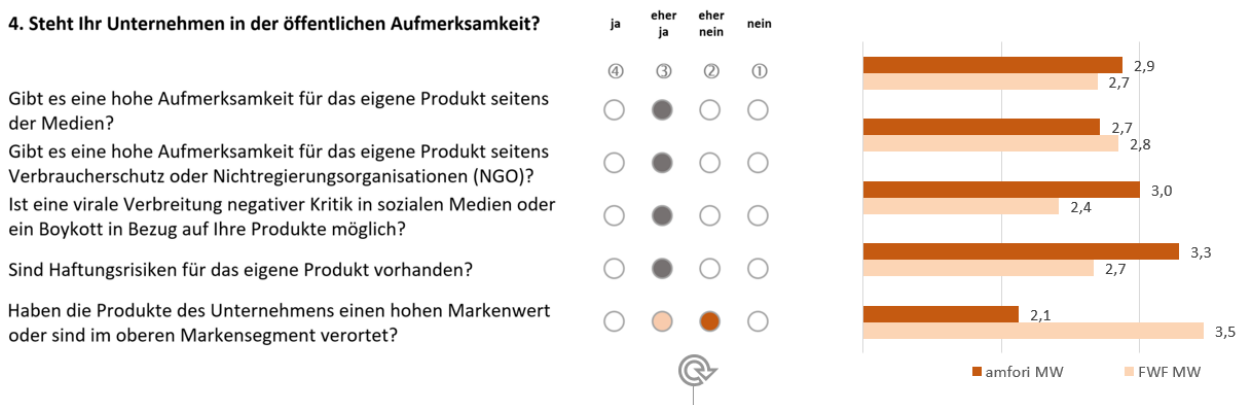 4. Steht Ihr Unternehmen in der öffentlichen Aufmerksamkeit?
ja
eher ja
eher nein
nein
④ ③ ② ①
Gibt es eine hohe Aufmerksamkeit für das eigene Produkt seitens
der Medien?
2,9
2,7
Gibt es eine hohe Aufmerksamkeit für das eigene Produkt seitens
Verbraucherschutz oder Nichtregierungsorganisationen (NGO)?
2,7
2,8
Ist eine virale Verbreitung negativer Kritik in sozialen Medien oder
ein Boykott in Bezug auf Ihre Produkte möglich?
3,0
2,4
Sind Haftungsrisiken für das eigene Produkt vorhanden?
3,3
2,7
Haben die Produkte des Unternehmens einen hohen Markenwert
oder sind im oberen Markensegment verortet?
2,1
3,5
amfori MW
FWF MW